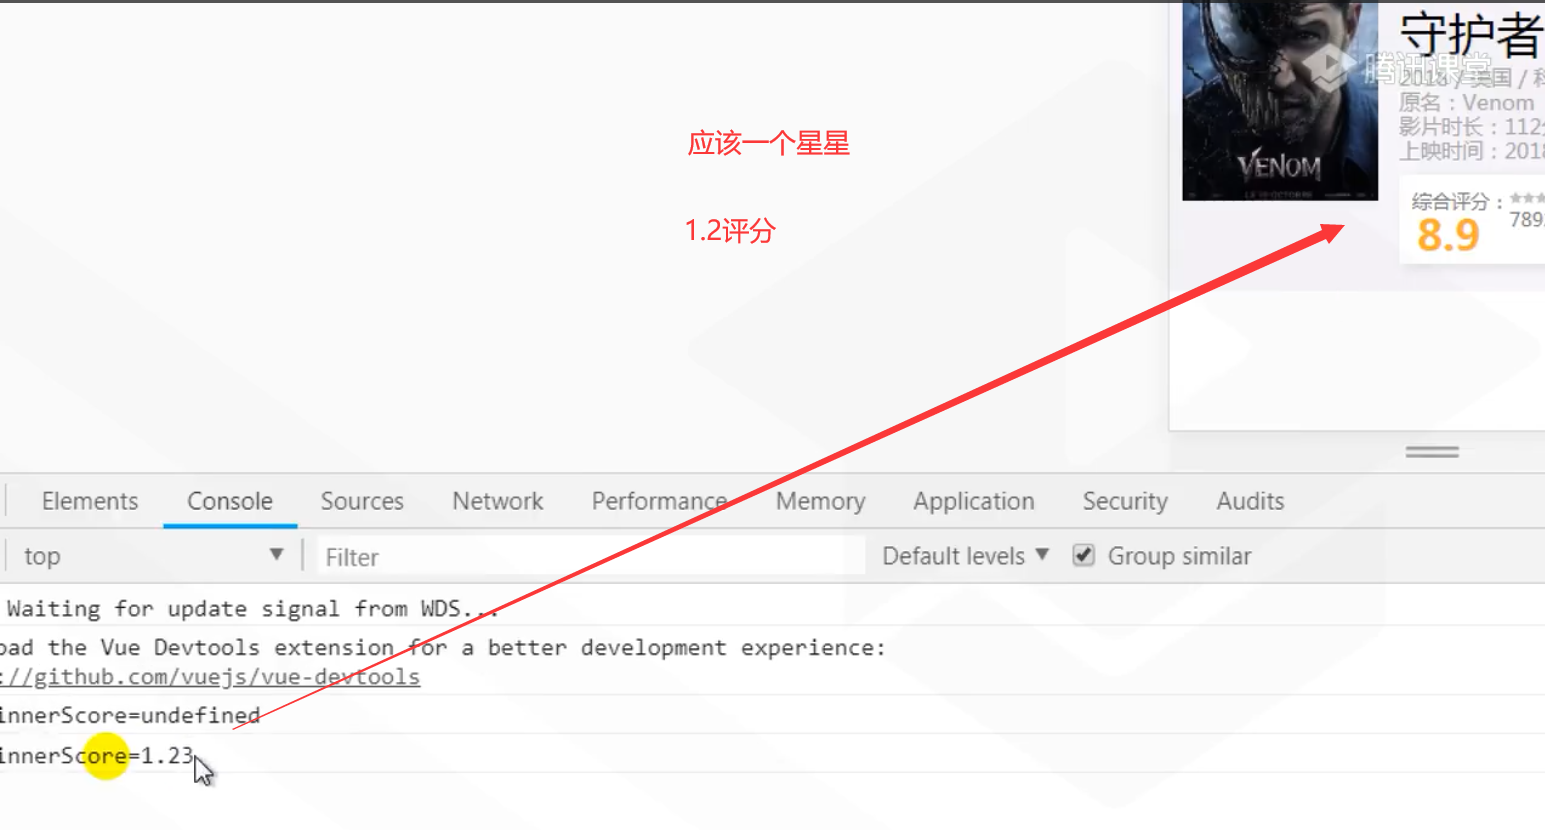 守护者
腾讯课堂
2018 / 美国 / 科
原名：Venom
影片时长：112分
上映时间：2018
VENOM
应该一个星星
1.2评分
综合评分：★★★
789
8.9
Elements Console Sources Network Performance Memory Application Security Audits
top ▼ Filter Default levels ▼ Group similar
Waiting for update signal from WDS...
oad the Vue Devtools extension for a better development experience:
://github.com/vuejs/vue-devtools
innerScore=undefined
innerScore=1.23